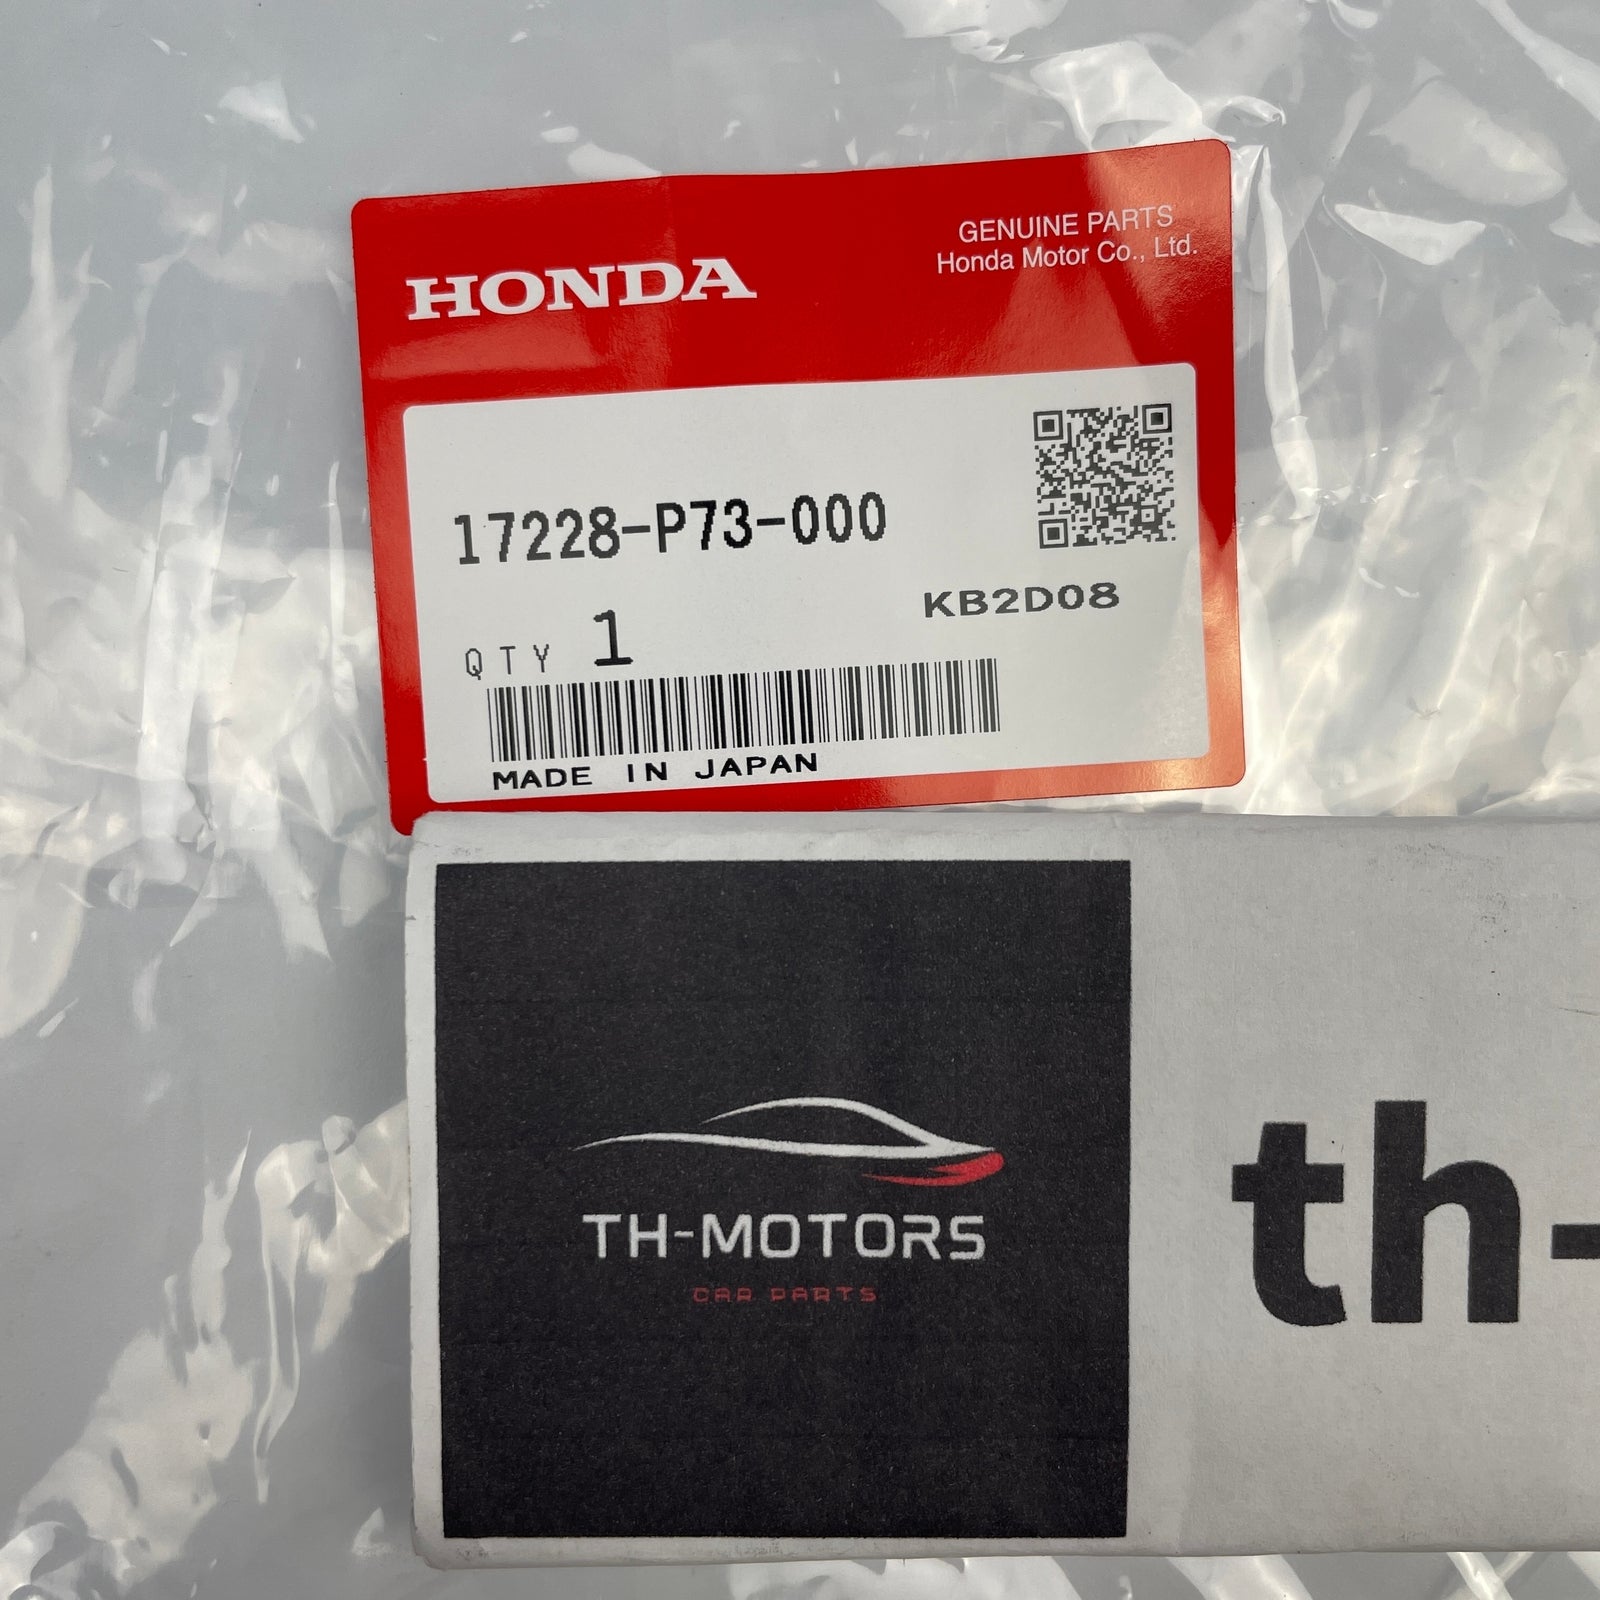 HONDA
GENUINE PARTS
Honda Motor Co., Ltd.
17228-P73-000
KB2D08
QTY 1
MADE IN JAPAN
TH-MOTORS
CAR PARTS
th-